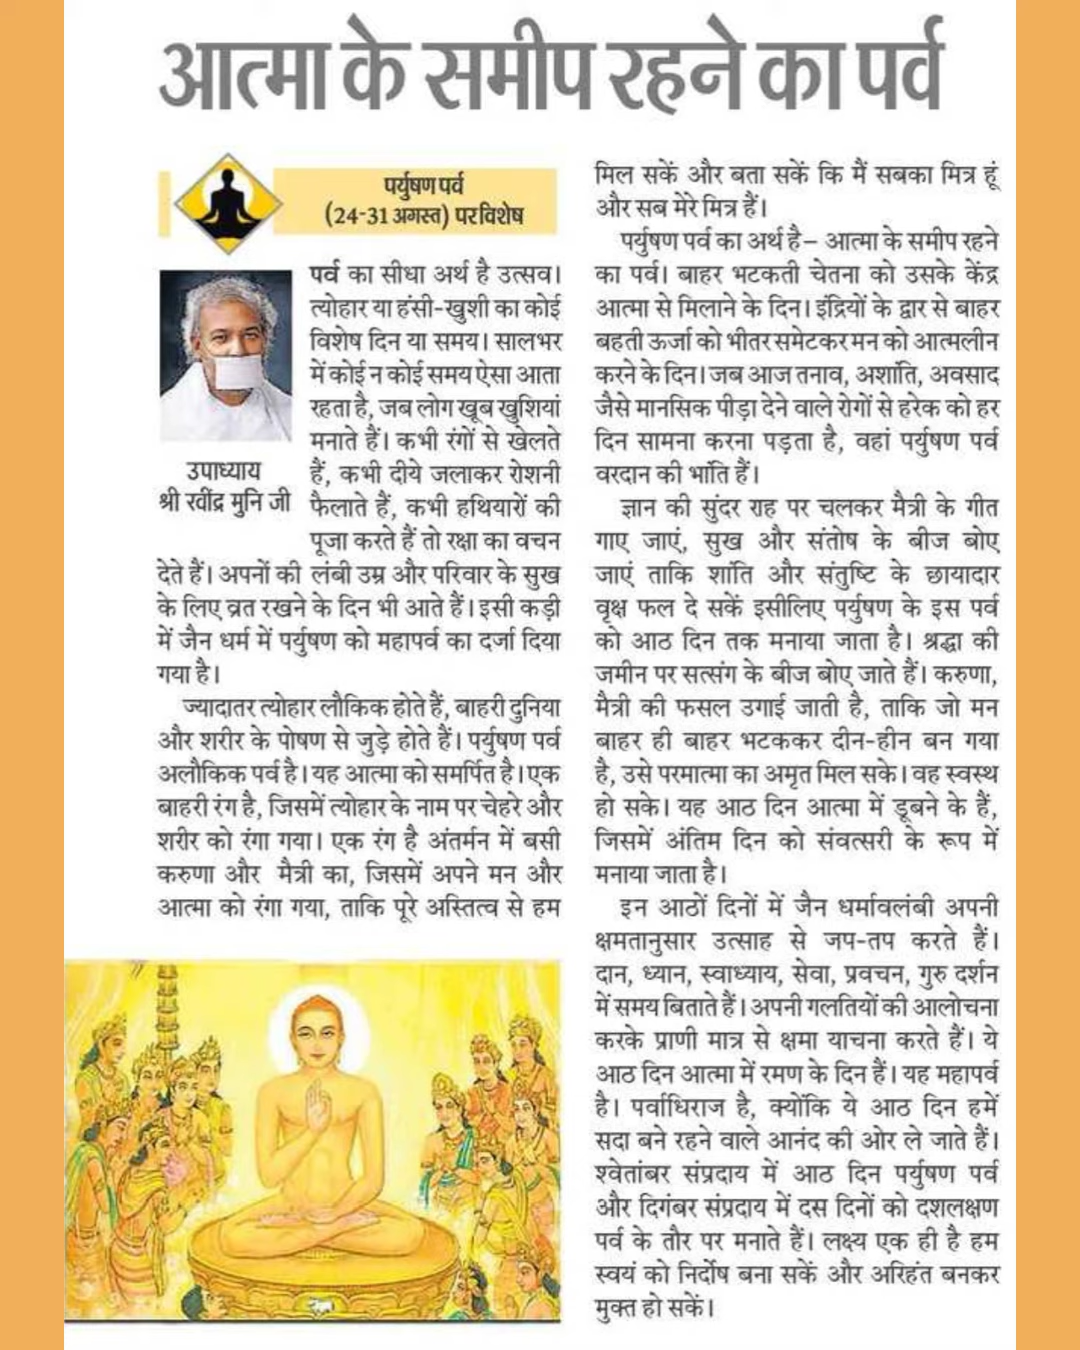 आत्मा के समीप रहने का पर्व
पर्युषण पर्व
(24-31 अगस्त) पर विशेष
उपाध्याय
श्री रवींद्र मुनि जी
पर्व का सीधा अर्थ है उत्सव।
त्योहार या हंसी-खुशी का कोई
विशेष दिन या समय। सालभर
में कोई न कोई समय ऐसा आता
रहता है, जब लोग खूब खुशियां
मनाते हैं। कभी रंगों से खेलते
हैं, कभी दीये जलाकर रोशनी
फैलाते हैं, कभी हथियारों की
पूजा करते हैं तो रक्षा का वचन
देते हैं। अपनों की लंबी उम्र और परिवार के सुख
के लिए व्रत रखने के दिन भी आते हैं। इसी कड़ी
में जैन धर्म में पर्युषण को महापर्व का दर्जा दिया
गया है।
ज्यादातर त्योहार लौकिक होते हैं, बाहरी दुनिया
और शरीर के पोषण से जुड़े होते हैं। पर्युषण पर्व
अलौकिक पर्व है। यह आत्मा को समर्पित है। एक
बाहरी रंग है, जिसमें त्योहार के नाम पर चेहरे और
शरीर को रंगा गया। एक रंग है अंतर्मन में बसी
करुणा और मैत्री का, जिसमें अपने मन और
आत्मा को रंगा गया, ताकि पूरे अस्तित्व से हम
मिल सकें और बता सकें कि मैं सबका मित्र हूं
और सब मेरे मित्र हैं।
पर्युषण पर्व का अर्थ है– आत्मा के समीप रहने
का पर्व। बाहर भटकती चेतना को उसके केंद्र
आत्मा से मिलाने के दिन। इंद्रियों के द्वार से बाहर
बहती ऊर्जा को भीतर समेटकर मन को आत्मलीन
करने के दिन। जब आज तनाव, अशांति, अवसाद
जैसे मानसिक पीड़ा देने वाले रोगों से हरेक को हर
दिन सामना करना पड़ता है, वहां पर्युषण पर्व
वरदान की भांति हैं।
ज्ञान की सुंदर राह पर चलकर मैत्री के गीत
गाए जाएं, सुख और संतोष के बीज बोए
जाएं ताकि शांति और संतुष्टि के छायादार
वृक्ष फल दे सकें इसीलिए पर्युषण के इस पर्व
को आठ दिन तक मनाया जाता है। श्रद्धा की
जमीन पर सत्संग के बीज बोए जाते हैं। करुणा,
मैत्री की फसल उगाई जाती है, ताकि जो मन
बाहर ही बाहर भटककर दीन-हीन बन गया
है, उसे परमात्मा का अमृत मिल सके। वह स्वस्थ
हो सके। यह आठ दिन आत्मा में डूबने के हैं,
जिसमें अंतिम दिन को संवत्सरी के रूप में
मनाया जाता है।
इन आठों दिनों में जैन धर्मावलंबी अपनी
क्षमतानुसार उत्साह से जप-तप करते हैं।
दान, ध्यान, स्वाध्याय, सेवा, प्रवचन, गुरु दर्शन
में समय बिताते हैं। अपनी गलतियों की आलोचना
करके प्राणी मात्र से क्षमा याचना करते हैं। ये
आठ दिन आत्मा में रमण के दिन हैं। यह महापर्व
है। पर्वाधिराज है, क्योंकि ये आठ दिन हमें
सदा बने रहने वाले आनंद की ओर ले जाते हैं।
श्वेतांबर संप्रदाय में आठ दिन पर्युषण पर्व
और दिगंबर संप्रदाय में दस दिनों को दशलक्षण
पर्व के तौर पर मनाते हैं। लक्ष्य एक ही है हम
स्वयं को निर्दोष बना सकें और अरिहंत बनकर
मुक्त हो सकें।